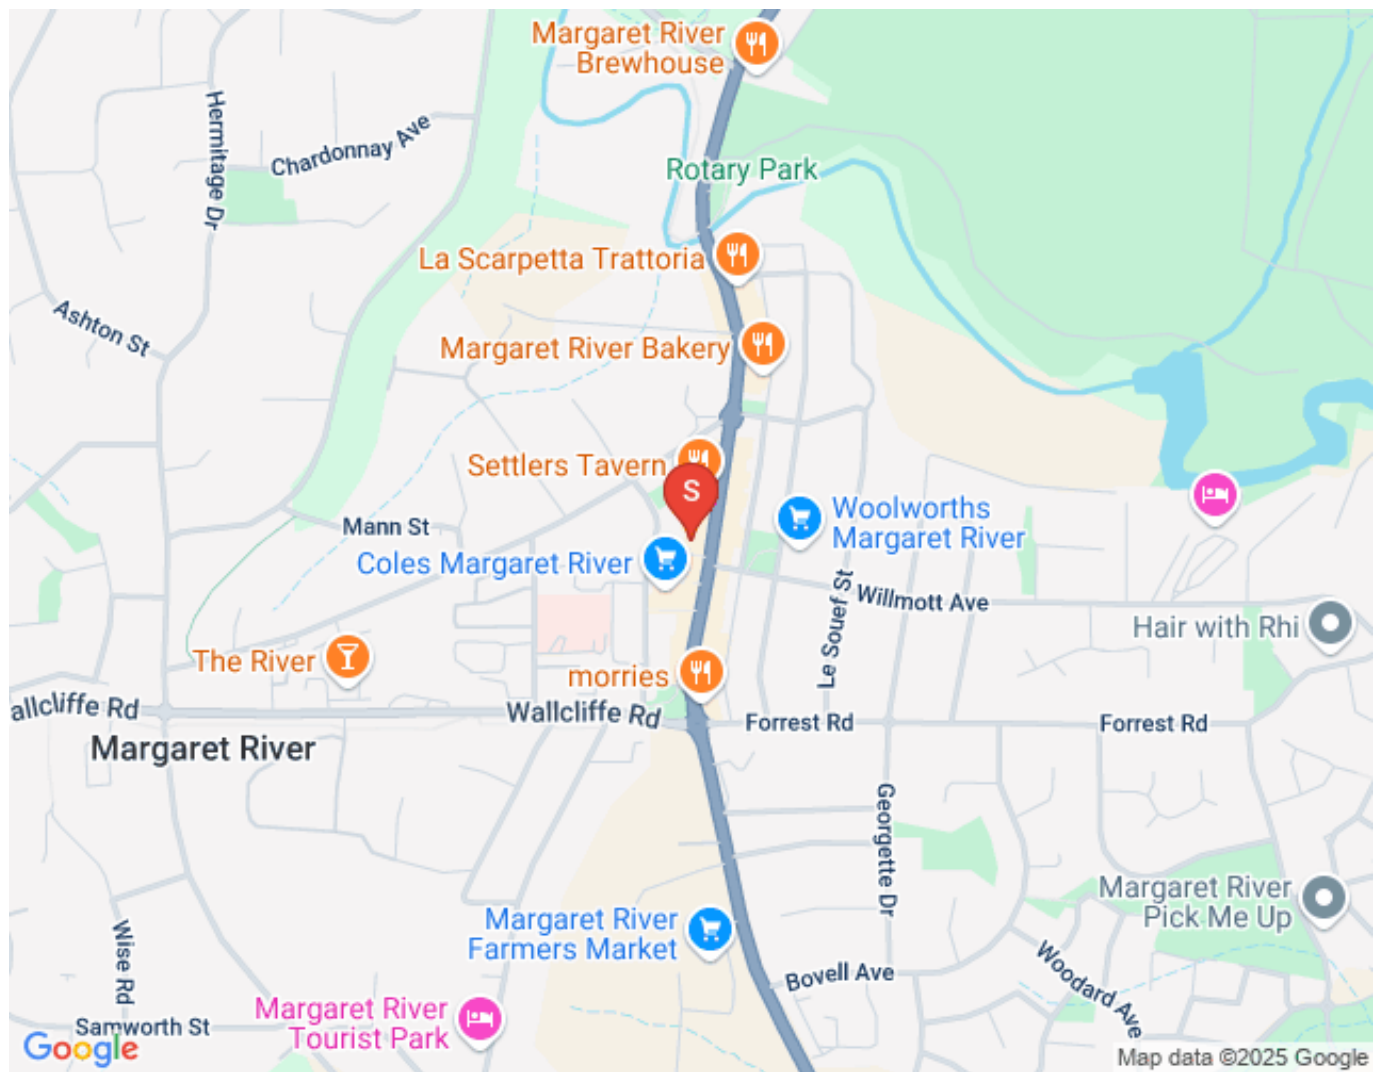 Margaret River
Brewhouse
Hermitage Dr
Chardonnay Ave
Rotary Park
La Scarpetta Trattoria
Ashton St
Margaret River Bakery
Settlers Tavern
S
Woolworths
Margaret River
Mann St
Coles Margaret River
Willmott Ave
Le Souef St
Hair with Rhi
The River
morries
allcliffe Rd
Wallcliffe Rd
Forrest Rd
Forrest Rd
Margaret River
Georgette Dr
Margaret River
Pick Me Up
Margaret River
Farmers Market
Wise Rd
Bovell Ave
Woodard Ave
Margaret River
Tourist Park
Samworth St
Google
Map data ©2025 Google